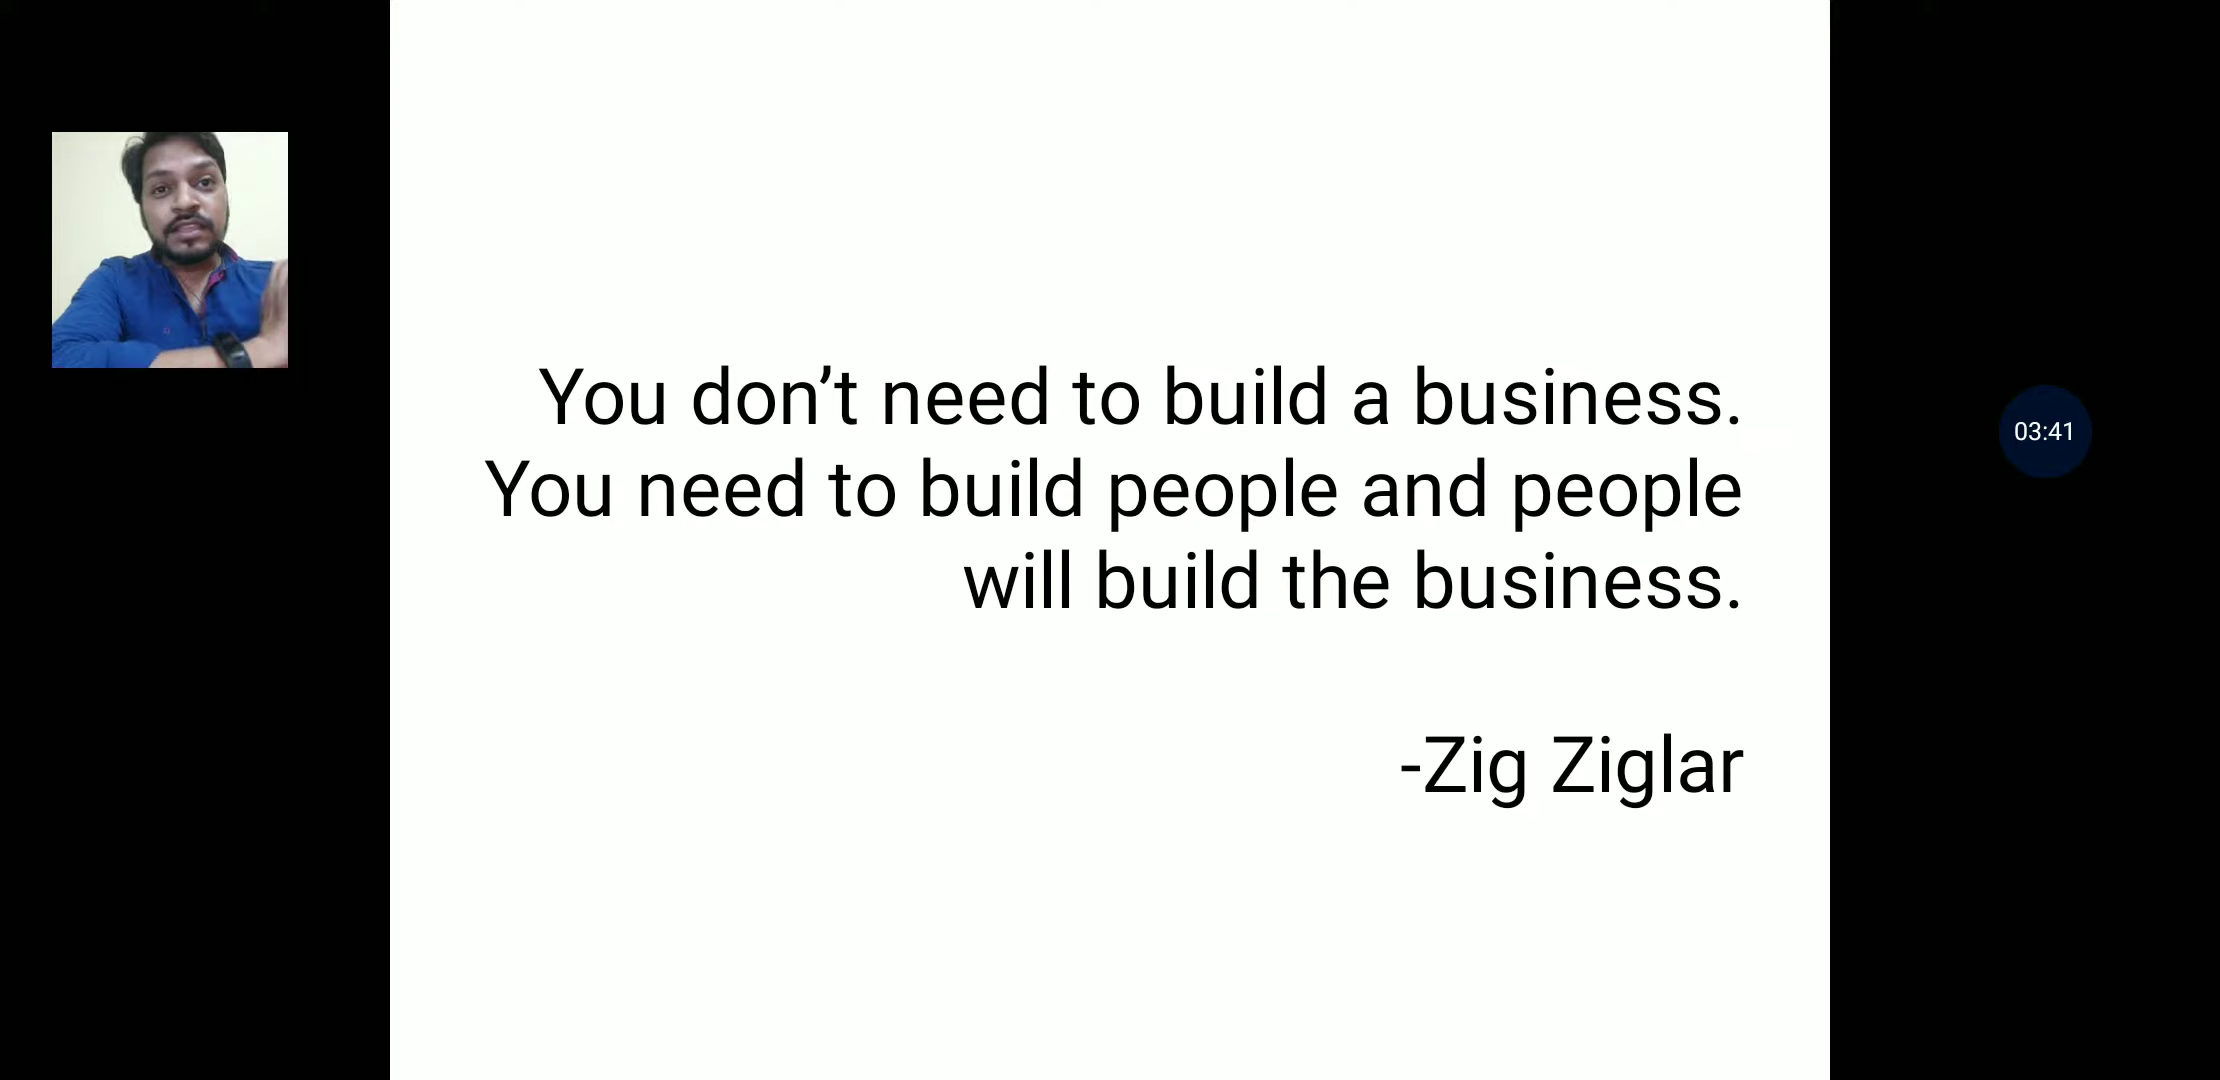 You don’t need to build a business.
You need to build people and people
will build the business.
-Zig Ziglar
03:41